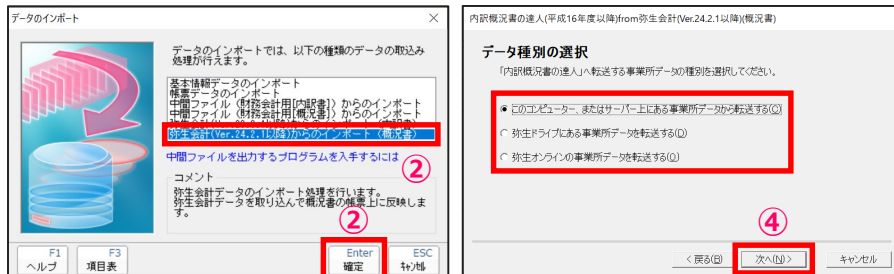 データのインポート
データのインポートでは、以下の種類のデータの取込み
処理が行えます。
基本情報データのインポート
帳票データのインポート
中間ファイル（財務会計用[内訳書]）からのインポート
中間ファイル（財務会計用[概況書]）からのインポート
弥生会計(Ver.24.2.1以降)からのインポート（概況書）
②
中間ファイルを出力するプログラムを入手するには
コメント
弥生会計データのインポート処理を行います。
弥生会計データを取り込んで概況書の帳票上に反映しま
す。
②
F1
ヘルプ
F3
項目表
Enter
確定
ESC
ｷｬﾝｾﾙ
内訳概況書の達人(平成16年度以降)from弥生会計(Ver.24.2.1以降)(概況書)
データ種別の選択
「内訳概況書の達人」へ転送する事業所データの種別を選択してください。
このコンピューター、またはサーバー上にある事業所データから転送する(C)
弥生ドライブにある事業所データを転送する(D)
弥生オンラインの事業所データを転送する(O)
④
< 戻る(B)
次へ(N) >
キャンセル